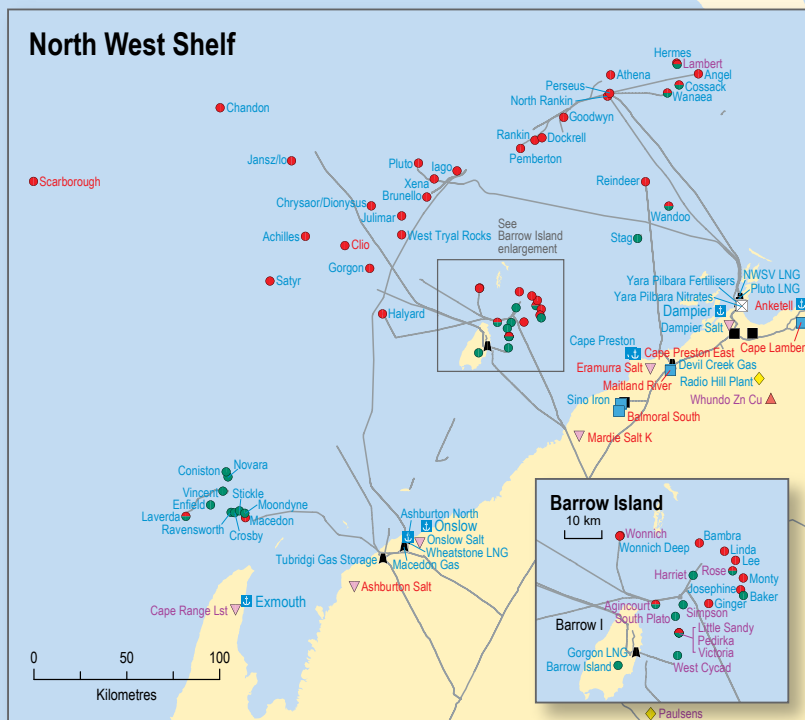 North West Shelf
Hermes
Lambert
Athena
Angel
Perseus
Cossack
North Rankin
Wanaea
Chandon
Goodwyn
Rankin
Dockrell
Pemberton
Jansz/Io
Pluto
Iago
Scarborough
Xena
Reindeer
Brunello
Chrysaor/Dionysus
Julimar
Wandoo
See
Barrow Island
enlargement
Achilles
West Tryal Rocks
Stag
Clio
Gorgon
Satyr
NWSV LNG
Yara Pilbara Fertilisers
Pluto LNG
Yara Pilbara Nitrates
Anketell
Halyard
Dampier
Dampier Salt
Cape Preston
Cape Lamber
Cape Preston East
Devil Creek Gas
Eramurra Salt
Radio Hill Plant
Maitland River
Sino Iron
Whundo Zn Cu
Balmoral South
Mardie Salt K
Coniston
Novara
Vincent
Stickle
Enfield
Moondyne
Laverda
Macedon
Ravensworth
Crosby
Ashburton North
Onslow
Onslow Salt
Wheatstone LNG
Tubridgi Gas Storage
Macedon Gas
Ashburton Salt
Exmouth
Cape Range Lst
0
50
100
Kilometres
Barrow Island
10 km
Wonnich
Wonnich Deep
Bambra
Linda
Lee
Rose
Harriet
Monty
Josephine
Baker
Agincourt
Ginger
Simpson
South Plato
Barrow I
Little Sandy
Pedirka
Victoria
Gorgon LNG
Barrow Island
West Cycad
Paulsens